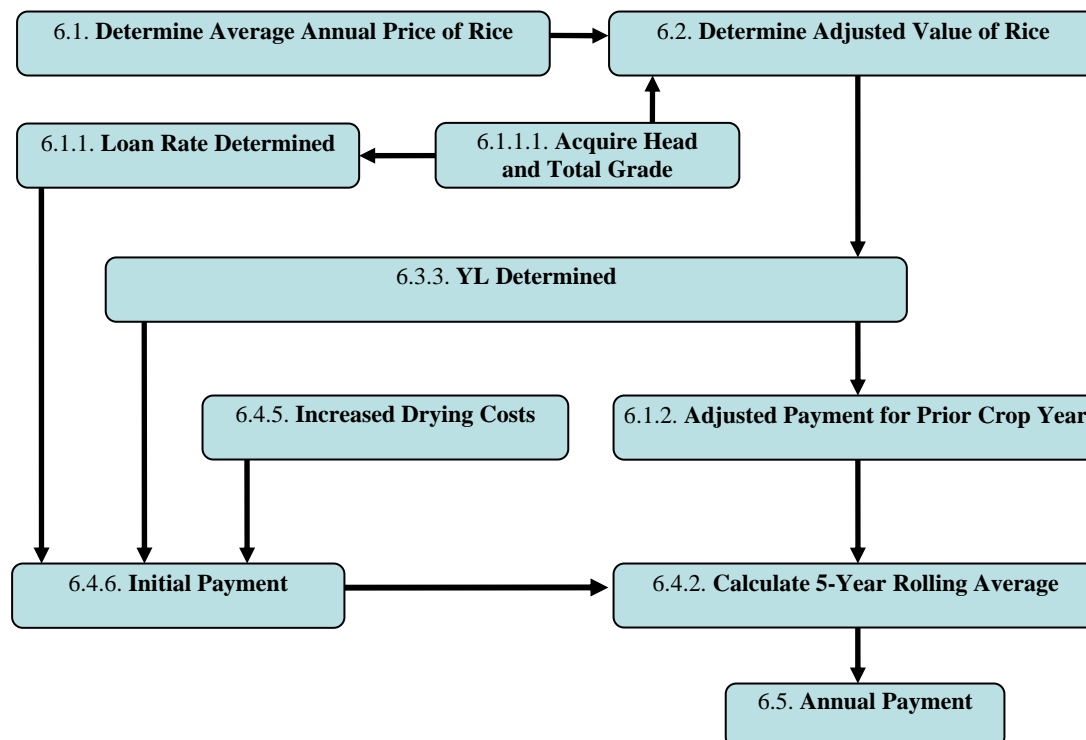 6.1. Determine Average Annual Price of Rice
6.2. Determine Adjusted Value of Rice
6.1.1. Loan Rate Determined
6.1.1.1. Acquire Head
and Total Grade
6.3.3. YL Determined
6.4.5. Increased Drying Costs
6.1.2. Adjusted Payment for Prior Crop Year
6.4.6. Initial Payment
6.4.2. Calculate 5-Year Rolling Average
6.5. Annual Payment